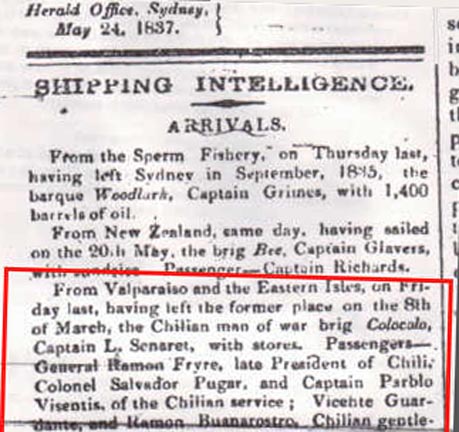 Herald Office, Sydney,
May 24, 1837.
SHIPPING INTELLIGENCE.
ARRIVALS.
From the Sperm Fishery, on Thursday last,
having left Sydney in September, 1835, the
barque Woodlark, Captain Grimes, with 1,400
barrels of oil.
From New Zealand, same day, having sailed
on the 20th May, the brig Bee, Captain Glavers,
with sundries. Passenger—Captain Richards.
From Valparaiso and the Eastern Isles, on Fri-
day last, having left the former place on the 8th
of March, the Chilian man of war brig Colocolo,
Captain L. Senaret, with stores. Passengers—
General Ramon Fryre, late President of Chili,
Colonel Salvador Pugar, and Captain Parblo
Visentis, of the Chilian service; Vicente Guar-
dante, and Ramon Buanarostro, Chilian gentle-